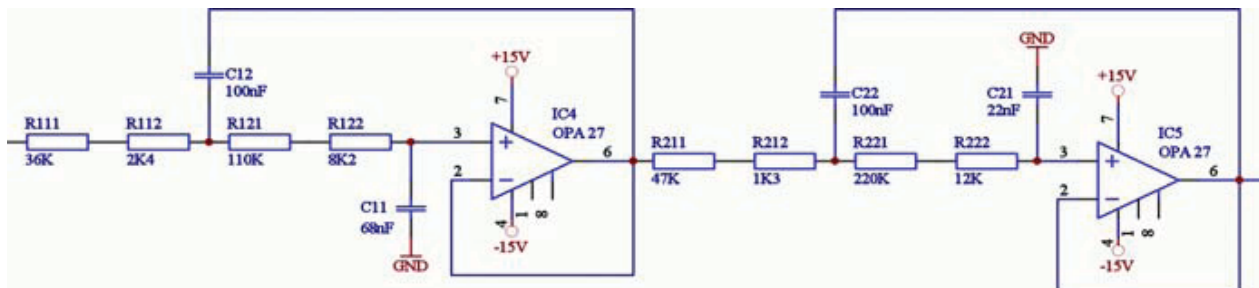 GND
+15V
+15V
C12
100nF
7
IC4
OPA 27
C22
100nF
C21
22nF
7
IC5
OPA 27
R111
36K
R112
2K4
R121
110K
R122
8K2
3
2
6
R211
47K
R212
1K3
R221
220K
R222
12K
3
2
6
C11
68nF
4
1
8
-15V
GND
4
1
8
-15V